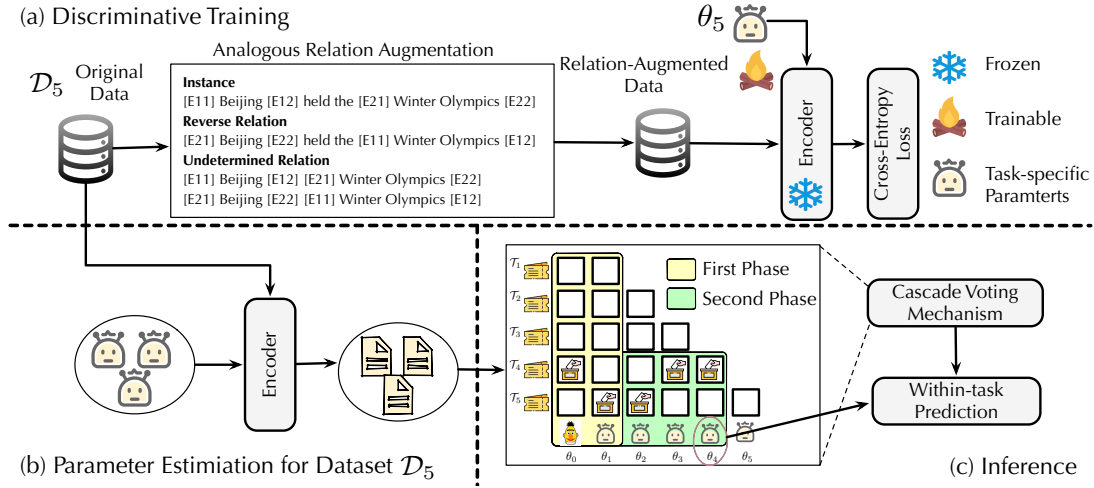 (a) Discriminative Training
θ₅
Analogous Relation Augmentation
𝒟₅
Original
Data
Instance
[E11] Beijing [E12] held the [E21] Winter Olympics [E22]
Reverse Relation
[E21] Beijing [E22] held the [E11] Winter Olympics [E12]
Undetermined Relation
[E11] Beijing [E12] [E21] Winter Olympics [E22]
[E21] Beijing [E22] [E11] Winter Olympics [E12]
Relation-Augmented
Data
Encoder
Cross-Entropy
Loss
Frozen
Trainable
Task-specific
Paramterts
Encoder
(b) Parameter Estimiation for Dataset 𝒟₅
𝒯₁
𝒯₂
𝒯₃
𝒯₄
𝒯₅
First Phase
Second Phase
θ₀ θ₁ θ₂ θ₃ θ₄ θ₅
Cascade Voting
Mechanism
Within-task
Prediction
(c) Inference